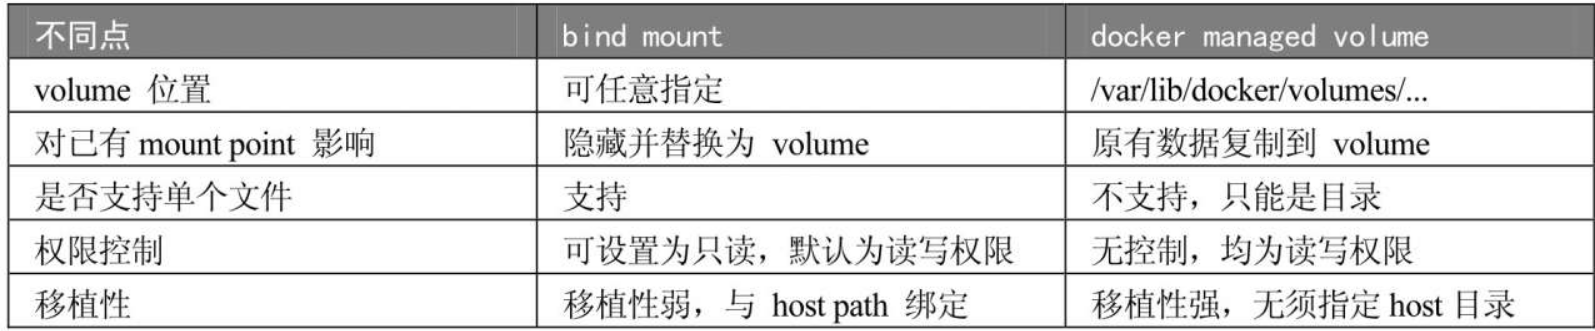 不同点 bind mount docker managed volume
volume 位置 可任意指定 /var/lib/docker/volumes/...
对已有 mount point 影响 隐藏并替换为 volume 原有数据复制到 volume
是否支持单个文件 支持 不支持，只能是目录
权限控制 可设置为只读，默认为读写权限 无控制，均为读写权限
移植性 移植性弱，与 host path 绑定 移植性强，无须指定 host 目录